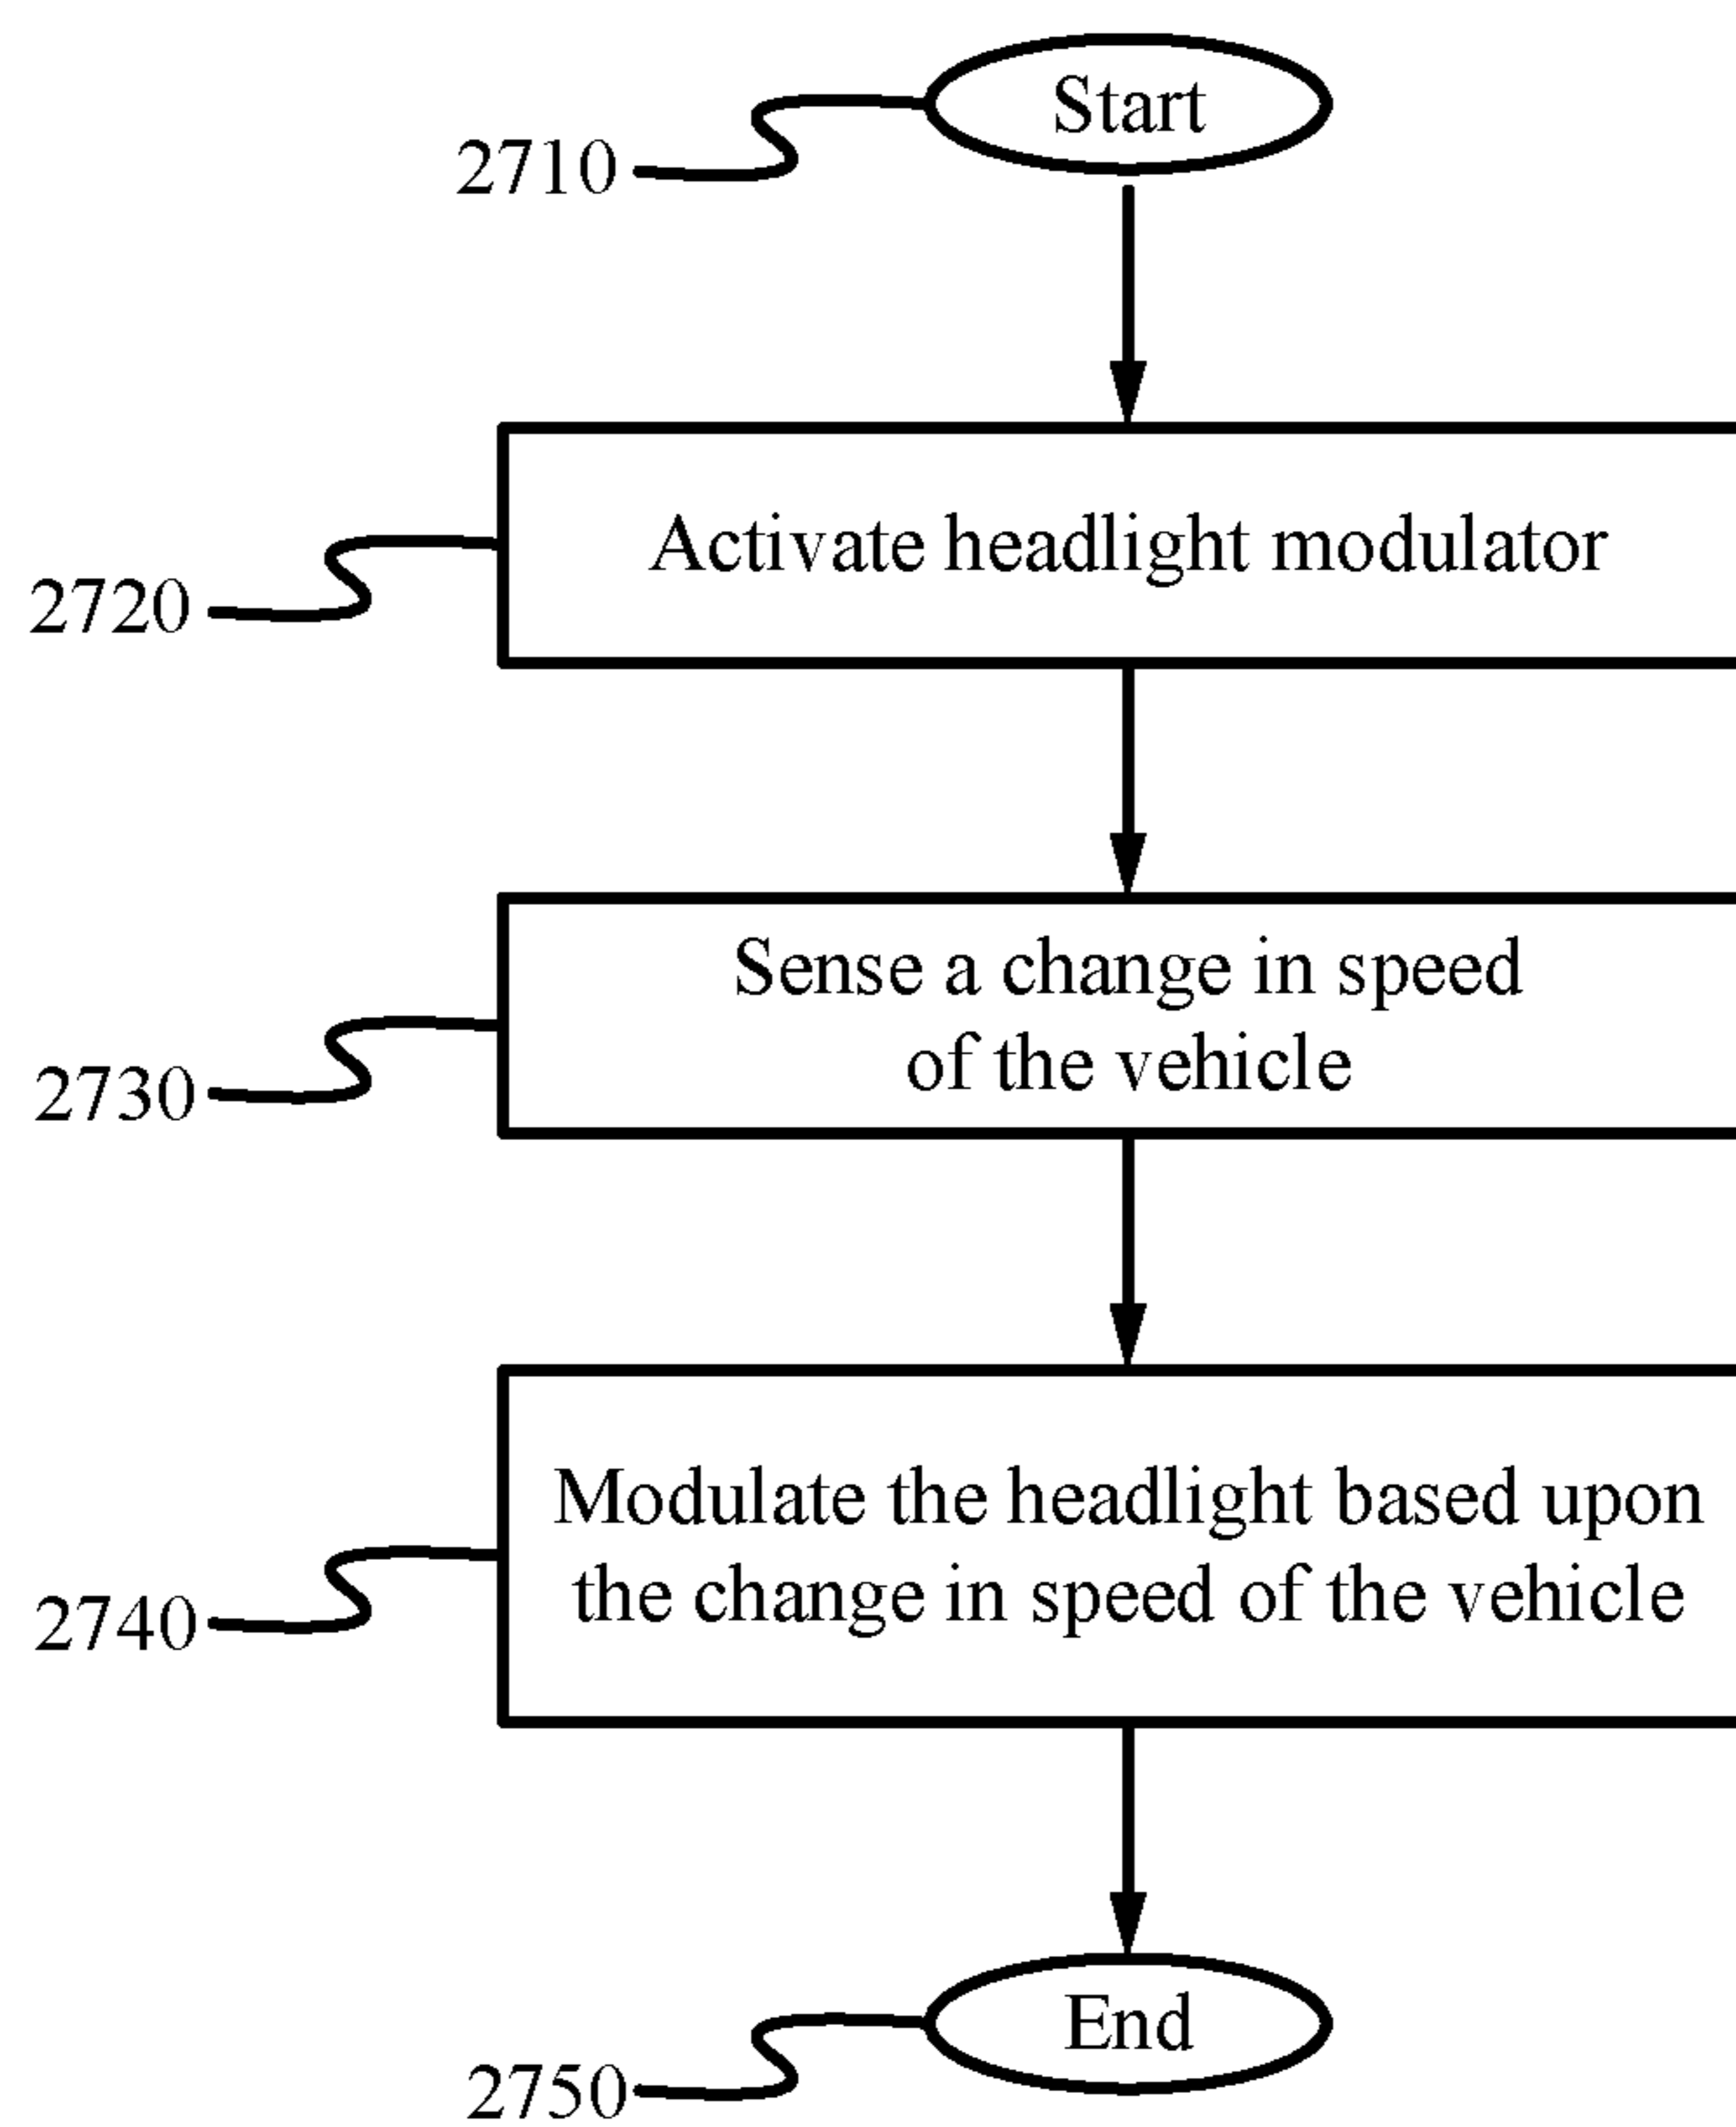 Start
2710
Activate headlight modulator
2720
Sense a change in speed
of the vehicle
2730
Modulate the headlight based upon
the change in speed of the vehicle
2740
End
2750